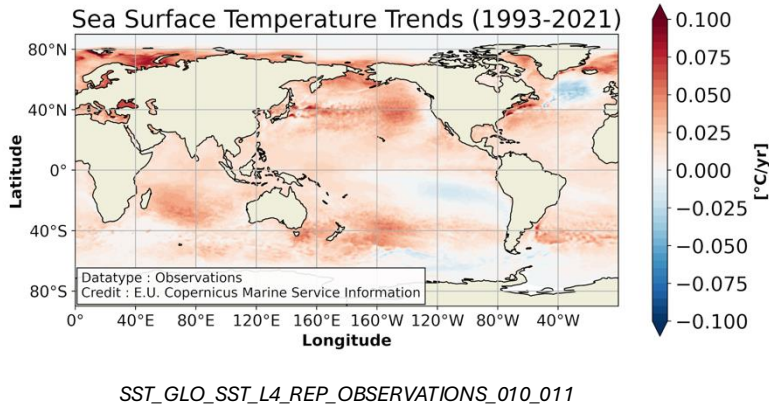 Sea Surface Temperature Trends (1993-2021)
80°N
40°N
0°
40°S
80°S
Latitude
Datatype : Observations
Credit : E.U. Copernicus Marine Service Information
0° 40°E 80°E 120°E 160°E 160°W 120°W 80°W 40°W
Longitude
0.100
0.075
0.050
0.025
0.000
−0.025
−0.050
−0.075
−0.100
[°C/yr]
SST_GLO_SST_L4_REP_OBSERVATIONS_010_011